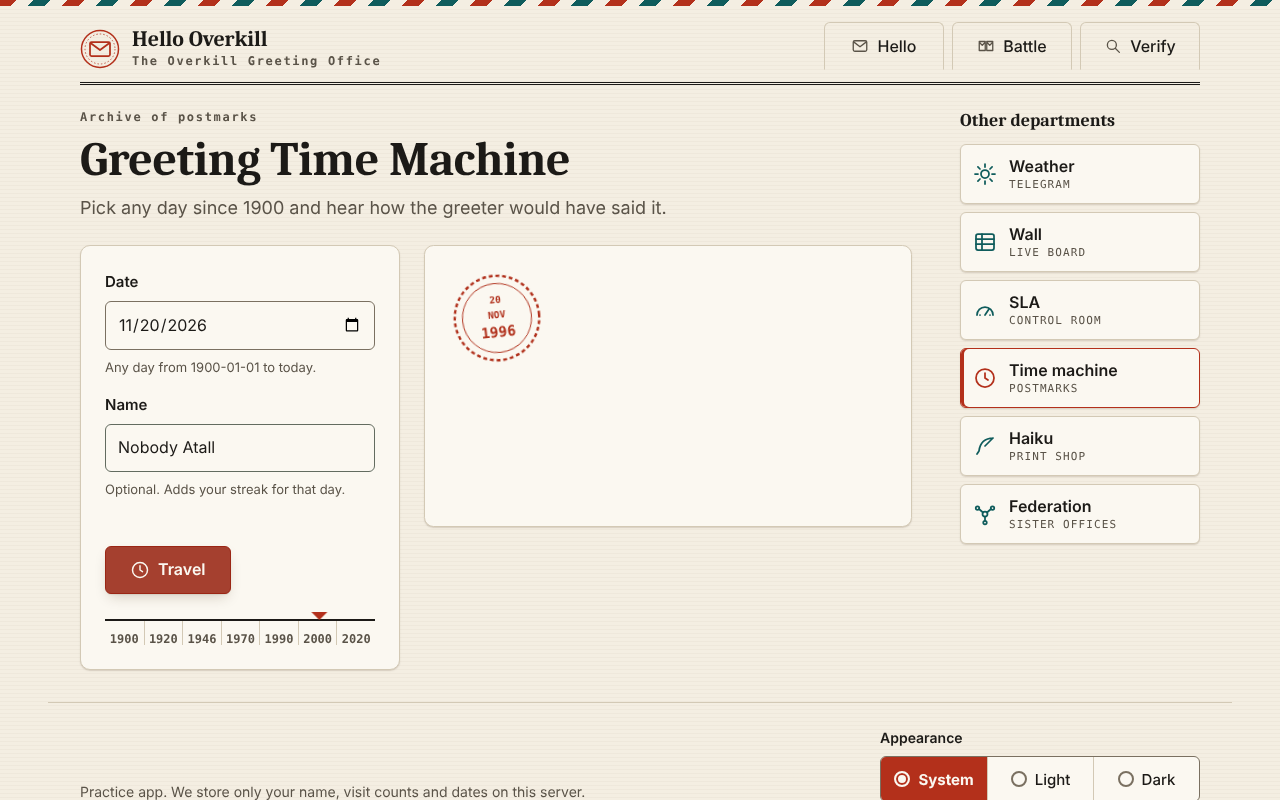 Hello Overkill
The Overkill Greeting Office
Hello
Battle
Verify
Archive of postmarks
Greeting Time Machine
Pick any day since 1900 and hear how the greeter would have said it.
Date
11/20/2026
Any day from 1900-01-01 to today.
Name
Nobody Atall
Optional. Adds your streak for that day.
Travel
1900 1920 1946 1970 1990 2000 2020
20
NOV
1996
Other departments
Weather
TELEGRAM
Wall
LIVE BOARD
SLA
CONTROL ROOM
Time machine
POSTMARKS
Haiku
PRINT SHOP
Federation
SISTER OFFICES
Practice app. We store only your name, visit counts and dates on this server.
Appearance
System
Light
Dark